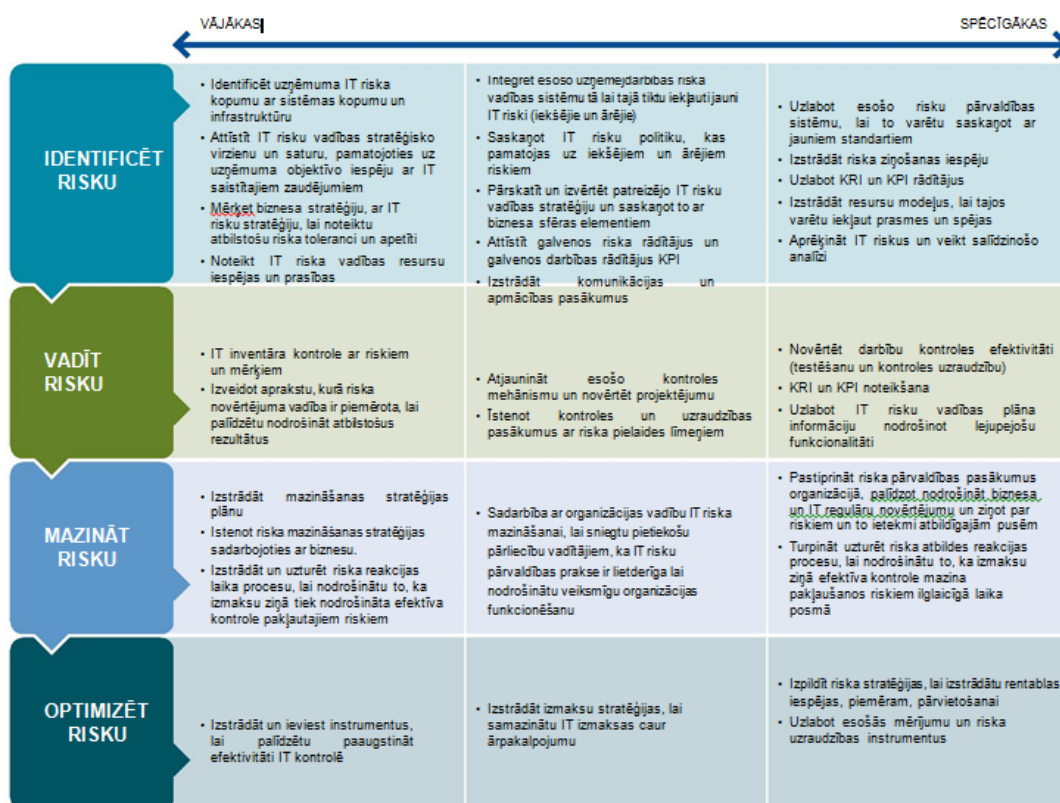 VĀJĀKAS
SPĒCĪGĀKAS
IDENTIFICĒT
RISKU
• Identificēt uzņēmuma IT riska
kopumu ar sistēmas kopumu un
infrastruktūru
• Attīstīt IT risku vadības stratēģisko
virzienu un saturu, pamatojoties uz
uzņēmuma objektīvo iespēju ar IT
saistītajiem zaudējumiem
• Mērķet biznesa stratēģiju, ar IT
risku stratēģiju, lai noteiktu
atbilstošu riska toleranci un apetīti
• Noteikt IT riska vadības resursu
iespējas un prasības
• Integret esoso uzņemejdarbības riska
vadības sistēmu tā lai tajā tiktu iekļauti jauni
IT riski (iekšējie un ārējie)
• Saskaņot IT risku politiku, kas
pamatojas uz iekšējiem un ārējiem
riskiem
• Pārskatīt un izvērtēt patreizējo IT risku
vadības stratēģiju un saskaņot to ar
biznesa sfēras elementiem
• Attīstīt galvenos riska rādītājus un
galvenos darbības rādītājus KPI
• Izstrādāt komunikācijas un
apmācības pasākumus
• Uzlabot esošo risku pārvaldības
sistēmu, lai to varētu saskaņot ar
jauniem standartiem
• Izstrādāt riska ziņošanas iespēju
• Uzlabot KRI un KPI rādītājus
• Izstrādāt resursu modeļus, lai tajos
varētu iekļaut prasmes un spējas
• Aprēķināt IT riskus un veikt salīdzinošo
analīzi
VADĪT
RISKU
• IT inventāra kontrole ar riskiem
un mērķiem
• Izveidot aprakstu, kurā riska
novērtējuma vadība ir piemērota, lai
palīdzētu nodrošināt atbilstošus
rezultātus
• Atjaunināt esošo kontroles
mehānismu un novērtēt projektējumu
• Īstenot kontroles un uzraudzības
pasākumus ar riska pielaides līmeņiem
• Novērtēt darbību kontroles efektivitāti
(testēšanu un kontroles uzraudzību)
• KRI un KPI noteikšana
• Uzlabot IT risku vadības plāna
informāciju nodrošinot lejupejošu
funkcionalitāti
MAZINĀT
RISKU
• Izstrādāt mazināšanas stratēģijas
plānu
• Istenot riska mazināšanas stratēģijas
sadarbojoties ar biznesu.
• Izstrādāt un uzturēt riska reakcijas
laika procesu, lai nodrošinātu to, ka
izmaksu ziņā tiek nodrošināta efektīva
kontrole pakļautajiem riskiem
• Sadarbība ar organizācijas vadību IT riska
mazināšanai, lai sniegtu pietiekošu
pārliecību vadītājiem, ka IT risku
pārvaldības prakse ir lietderīga lai
nodrošinātu veiksmīgu organizācijas
funkcionēšanu
• Pastiprināt riska pārvaldības pasākumus
organizācijā, palīdzot nodrošināt biznesa
un IT regulāru novērtējumu un ziņot par
riskiem un to ietekmi atbildīgajām pusēm
• Turpināt uzturēt riska atbildes reakcijas
procesu, lai nodrošinātu to, ka izmaksu
ziņā efektīva kontrole mazina
pakļaušanos riskiem ilglaicīgā laika
posmā
OPTIMIZĒT
RISKU
• Izstrādāt un ieviest instrumentus,
lai palīdzētu paaugstināt
efektivitāti IT kontrolē
• Izstrādāt izmaksu stratēģijas, lai
samazinātu IT izmaksas caur
ārpakalpojumu
• Izpildīt riska stratēģijas, lai izstrādātu rentablas
iespējas, piemēram, pārvietošanai
• Uzlabot esošās mērījumu un riska
uzraudzības instrumentus